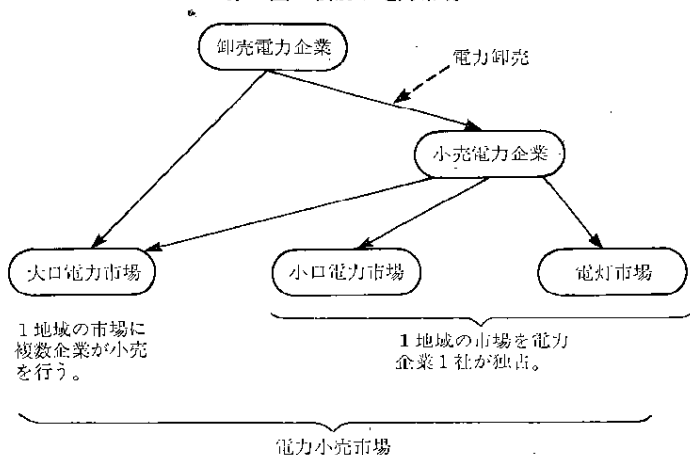 卸売電力企業
電力卸売
小売電力企業
大口電力市場
小口電力市場
電灯市場
1地域の市場に
複数企業が小売
を行う。
1地域の市場を電力
企業1社が独占。
電力小売市場